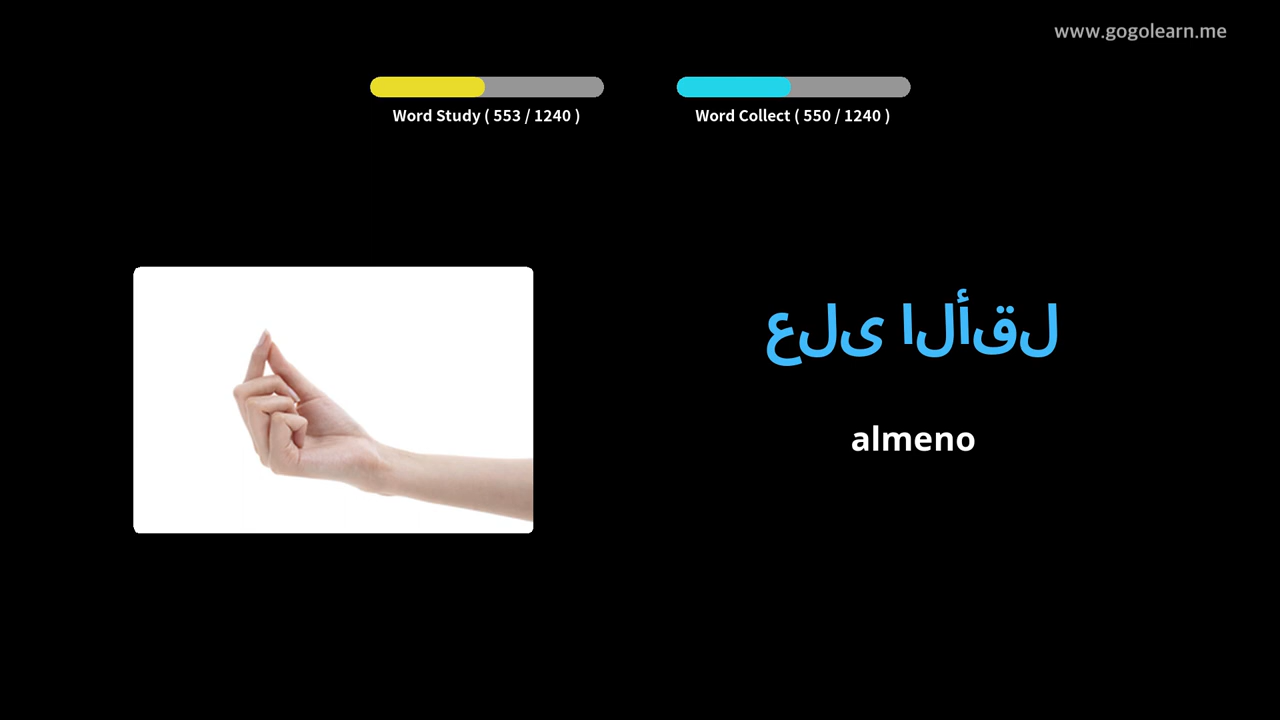 www.gogolearn.me
Word Study ( 553 / 1240 )
Word Collect ( 550 / 1240 )
على الأقل
almeno